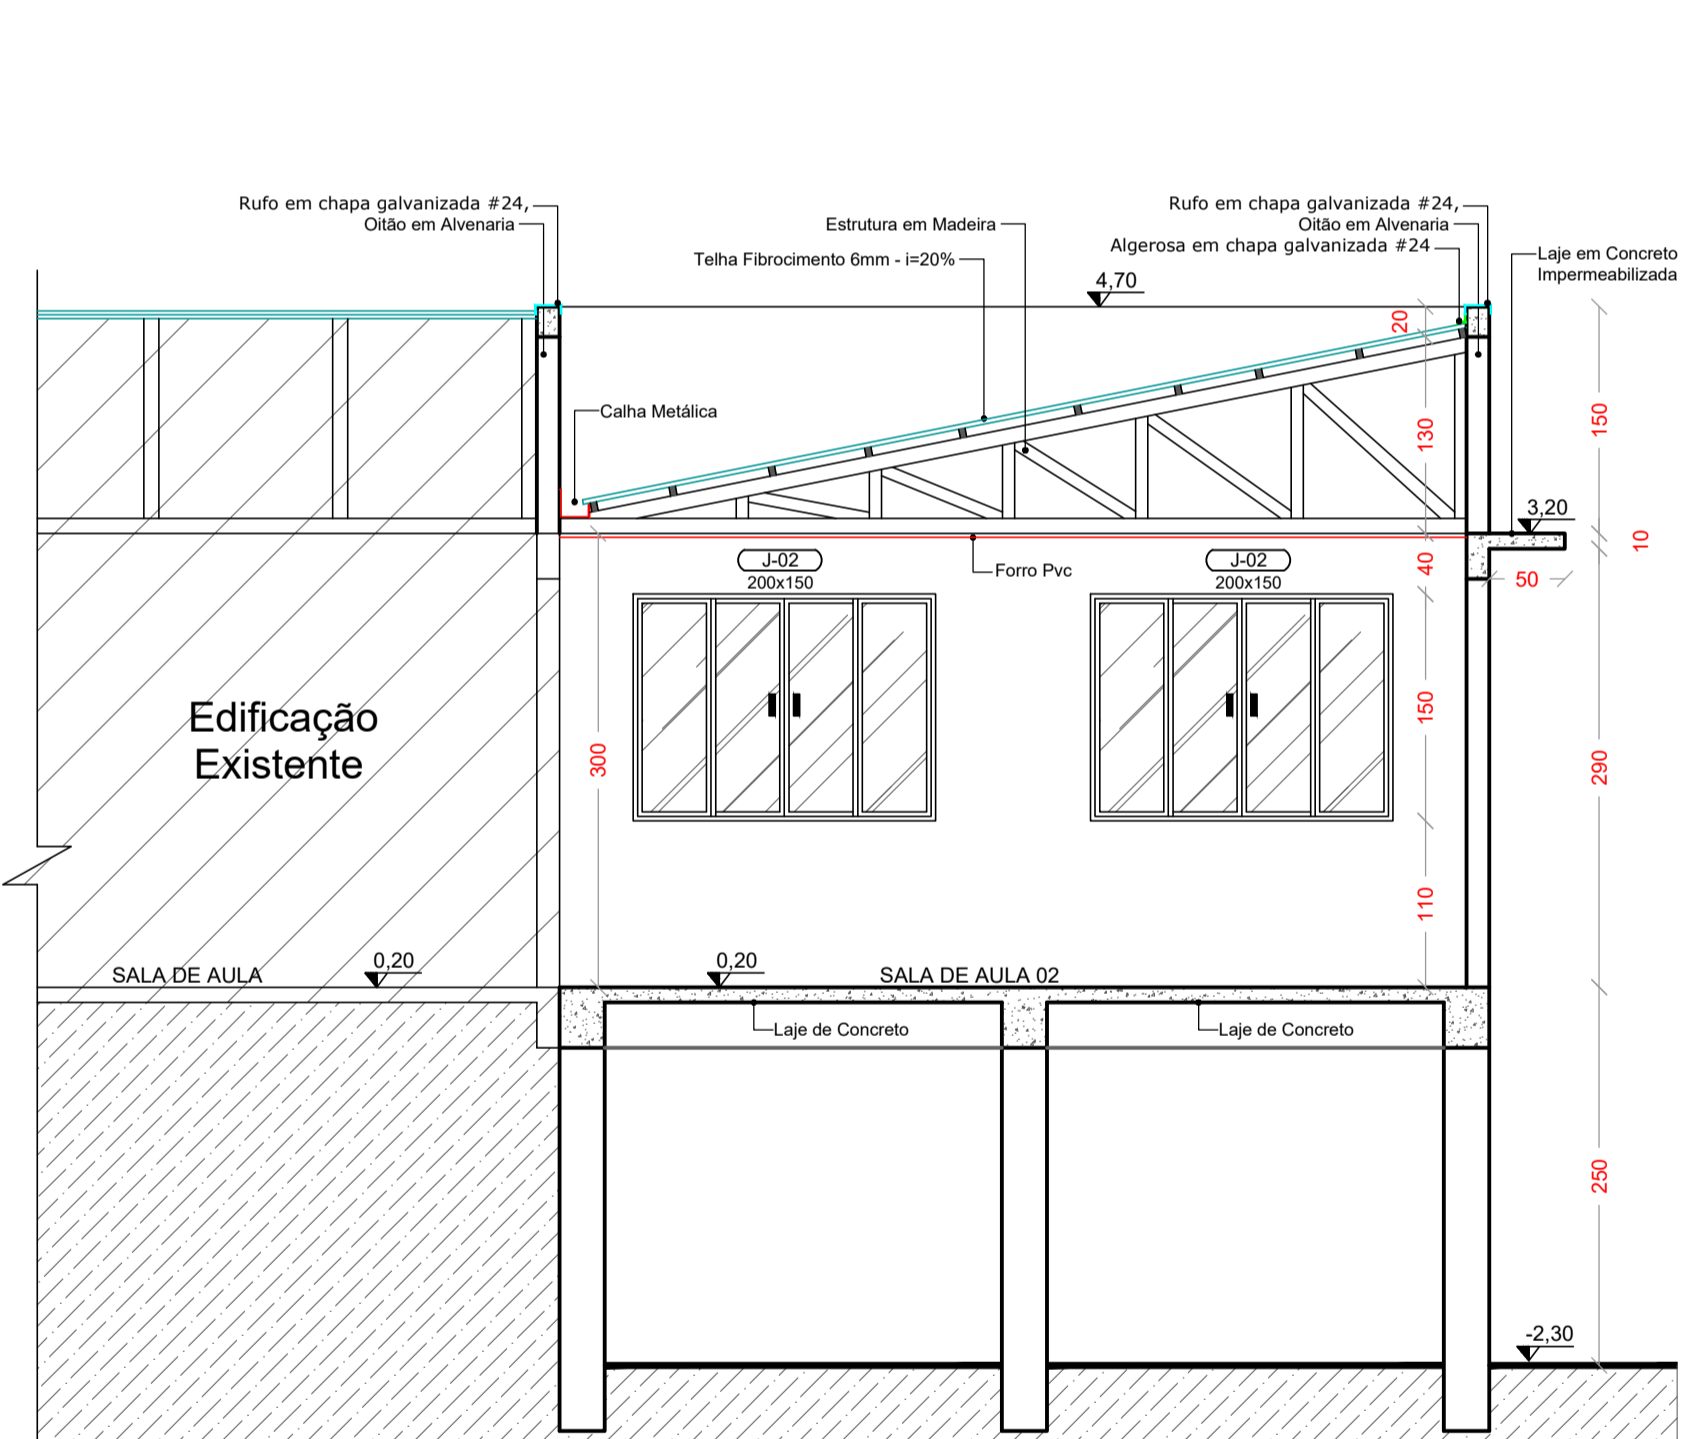 Rufo em chapa galvanizada #24,
Oitão em Alvenaria
Estrutura em Madeira
Telha Fibrocimento 6mm - i=20%
Rufo em chapa galvanizada #24,
Oitão em Alvenaria
Algerosa em chapa galvanizada #24
Laje em Concreto
Impermeabilizada
4,70
20
Calha Metálica
130
150
3,20
10
J-02
200x150
Forro Pvc
J-02
200x150
40
50
Edificação
Existente
300
150
290
110
SALA DE AULA
0,20
0,20
SALA DE AULA 02
Laje de Concreto
Laje de Concreto
250
-2,30